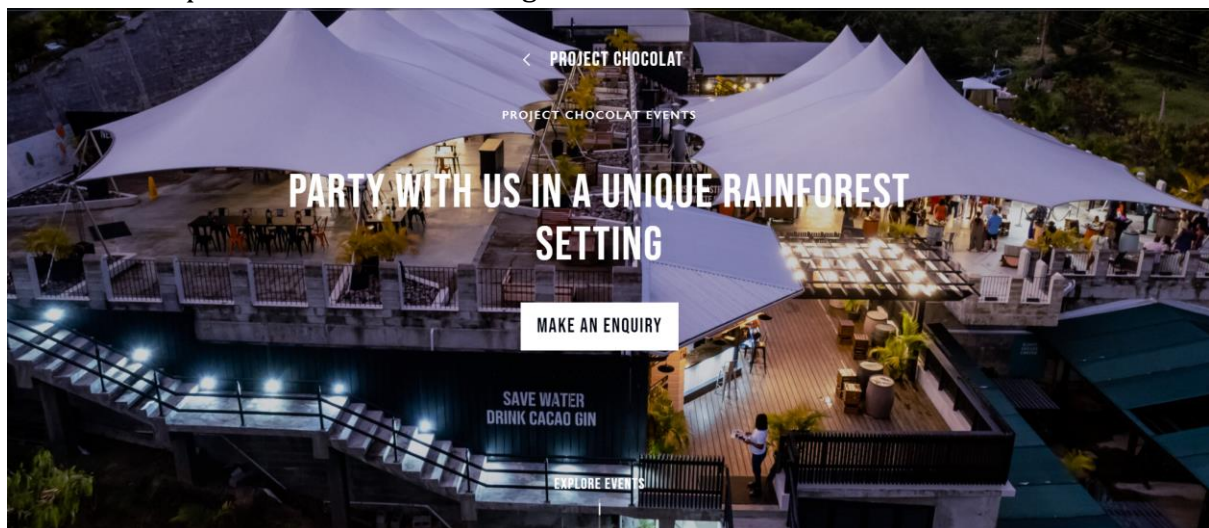 < PROJECT CHOCOLAT
PROJECT CHOCOLAT EVENTS
PARTY WITH US IN A UNIQUE RAINFOREST
SETTING
MAKE AN ENQUIRY
SAVE WATER
DRINK CACAO GIN
EXPLORE EVENTS